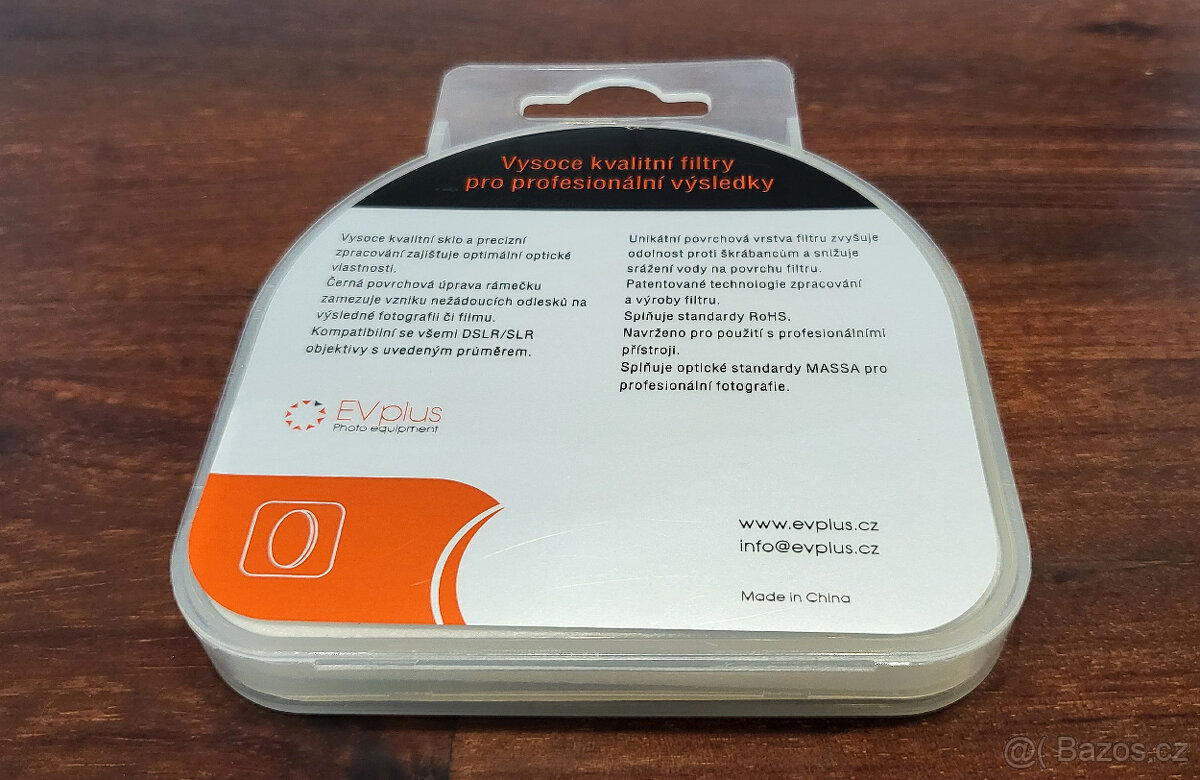 Vysoce kvalitní filtry
pro profesionální výsledky
Vysoce kvalitní sklo a precizní
zpracování zajišťuje optimální optické
vlastnosti.
Černá povrchová úprava rámečku
zamezuje vzniku nežádoucích odlesků na
výsledné fotografii či filmu.
Kompatibilní se všemi DSLR/SLR
objektivy s uvedeným průměrem.
Unikátní povrchová vrstva filtru zvyšuje
odolnost proti škrábancům a snižuje
srážení vody na povrchu filtru.
Patentované technologie zpracování
a výroby filtru.
Splňuje standardy RoHS.
Navrženo pro použití s profesionálními
přístroji.
Splňuje optické standardy MASSA pro
profesionální fotografie.
EVplus
Photo equipment
www.evplus.cz
info@evplus.cz
Made in China
@( Bazos.cz